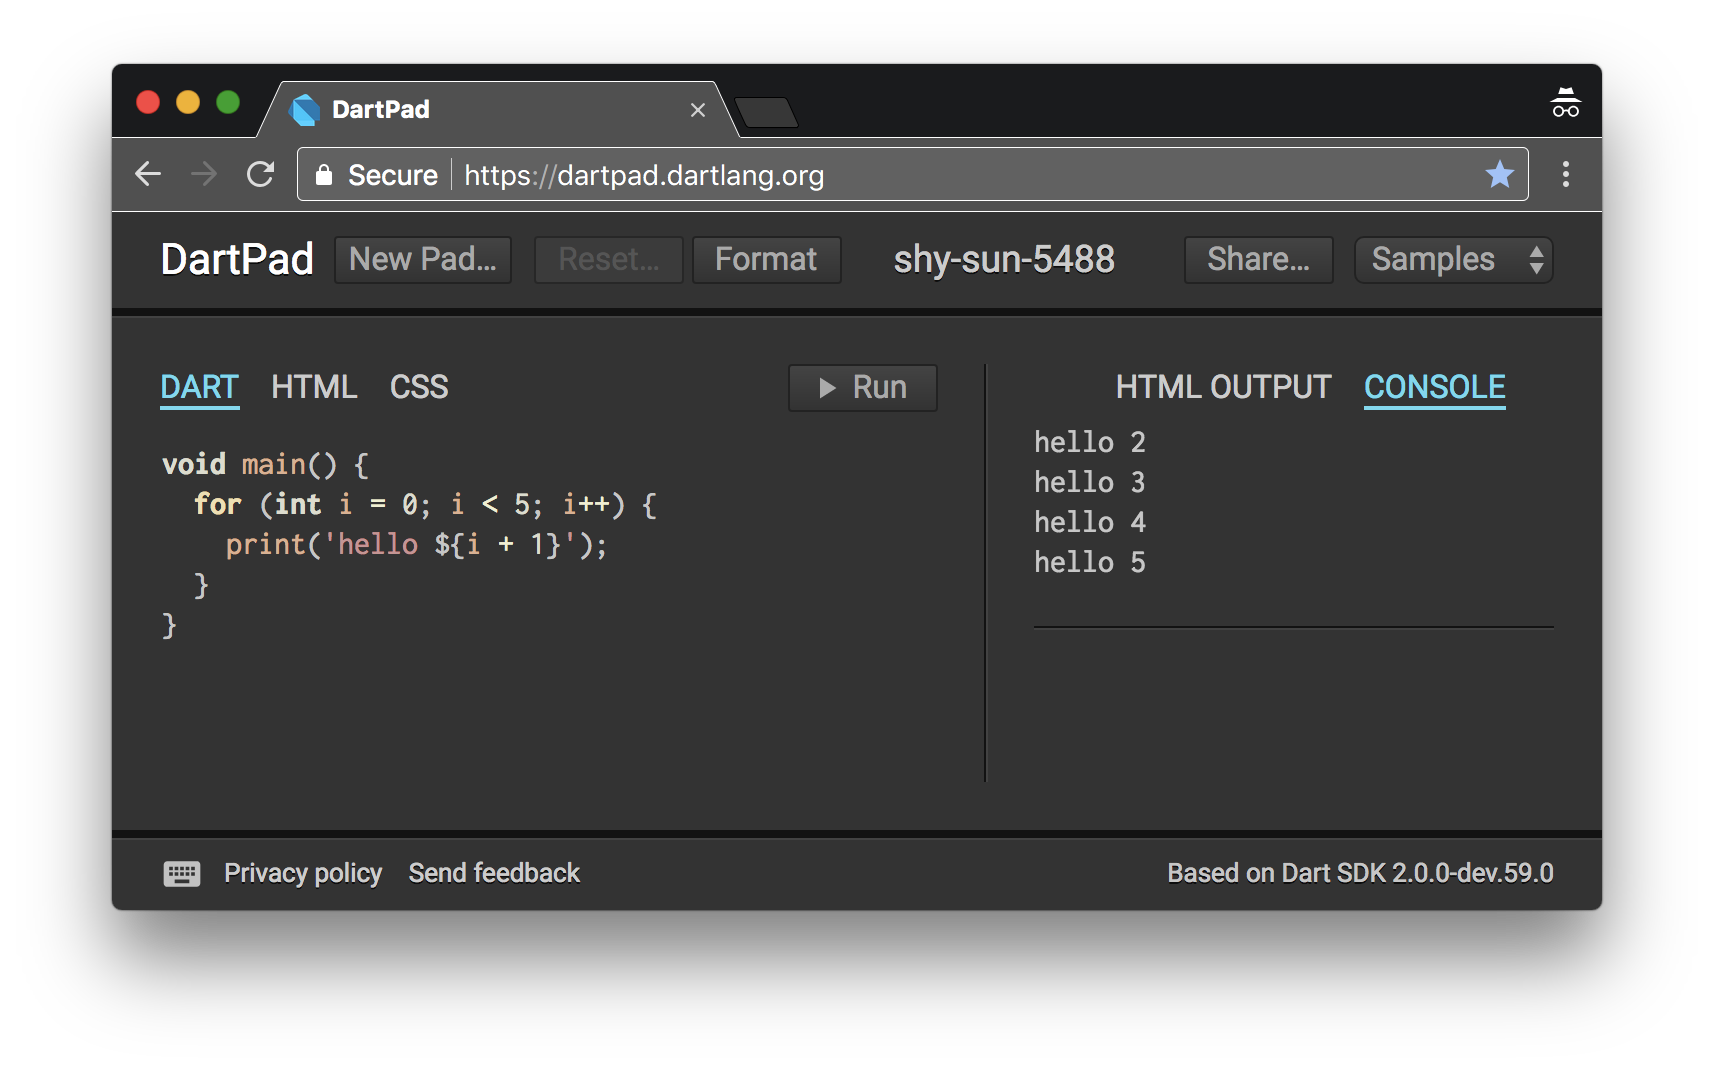 DartPad
Secure https://dartpad.dartlang.org
DartPad New Pad... Reset... Format shy-sun-5488 Share... Samples
DART HTML CSS Run
void main() {
  for (int i = 0; i < 5; i++) {
    print('hello ${i + 1}');
  }
}
HTML OUTPUT CONSOLE
hello 2
hello 3
hello 4
hello 5
Privacy policy Send feedback Based on Dart SDK 2.0.0-dev.59.0